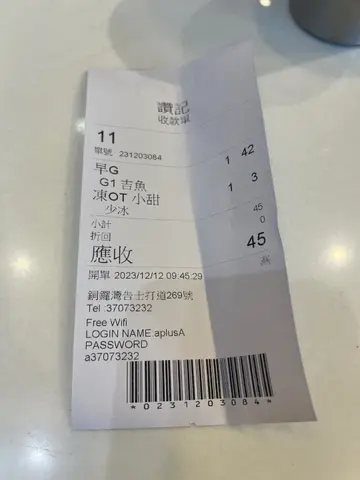 讚記
收款單
11
單號 231203084
早G 1 42
G1 吉魚
凍OT 小甜 1 3
少冰
小計 45
折回 0
應收 45
開單 2023/12/12 09:45:29
銅鑼灣告士打道269號
Tel :37073232
Free Wifi
LOGIN NAME:aplusA
PASSWORD
a37073232
*0231203084*